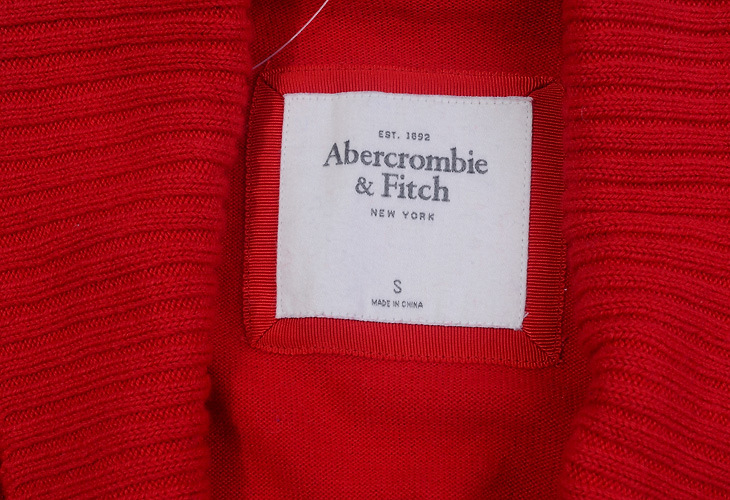 EST. 1892
Abercrombie
& Fitch
NEW YORK
S
MADE IN CHINA